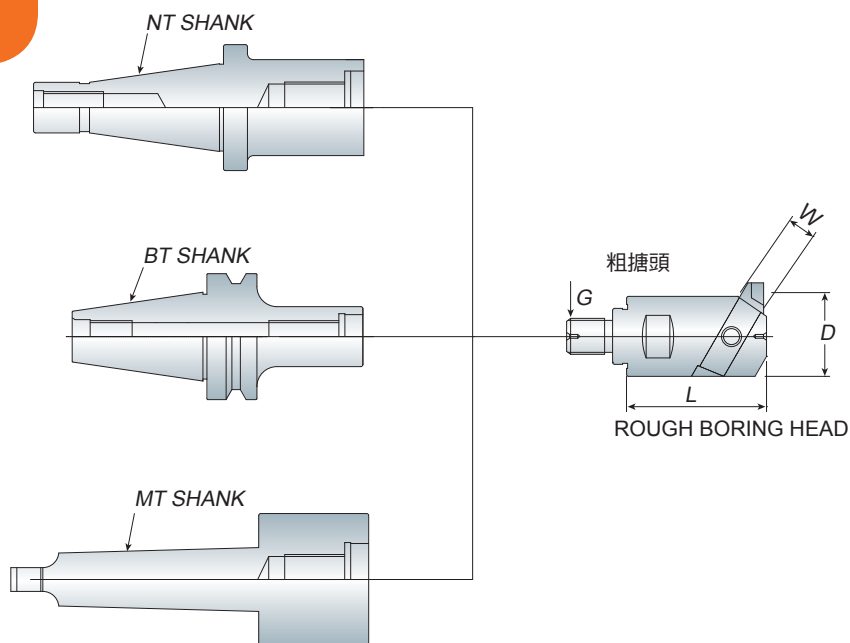 NT SHANK
BT SHANK
MT SHANK
粗搪頭
G
W
D
L
ROUGH BORING HEAD